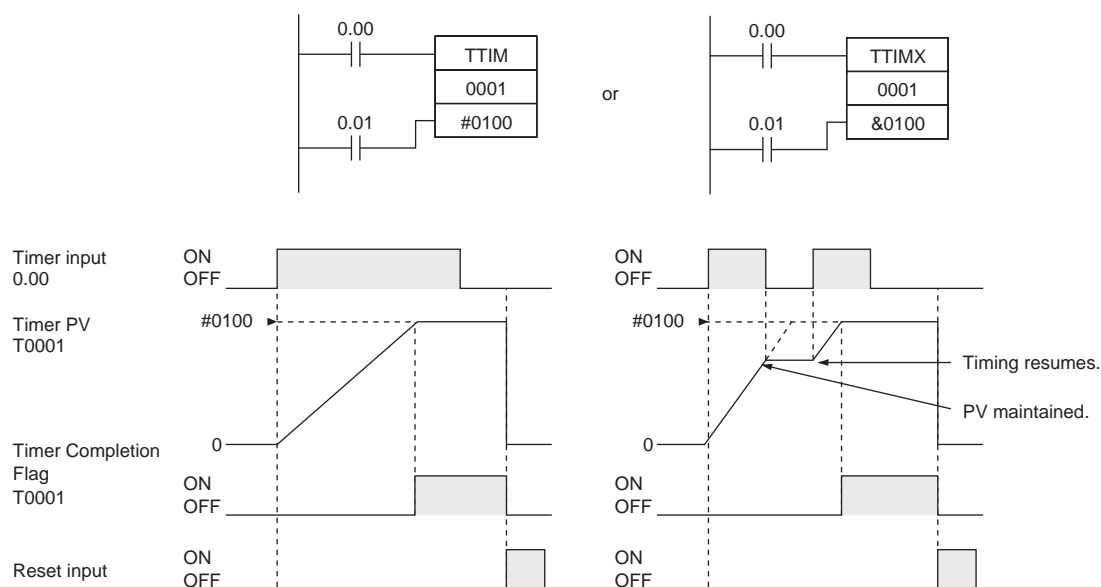 0.00
TTIM
0001
0.01
#0100
or
0.00
TTIMX
0001
0.01
&0100
Timer input
0.00
ON
OFF
ON
OFF
Timer PV
T0001
#0100
0
#0100
0
Timing resumes.
PV maintained.
Timer Completion
Flag
T0001
ON
OFF
ON
OFF
Reset input
ON
OFF
ON
OFF